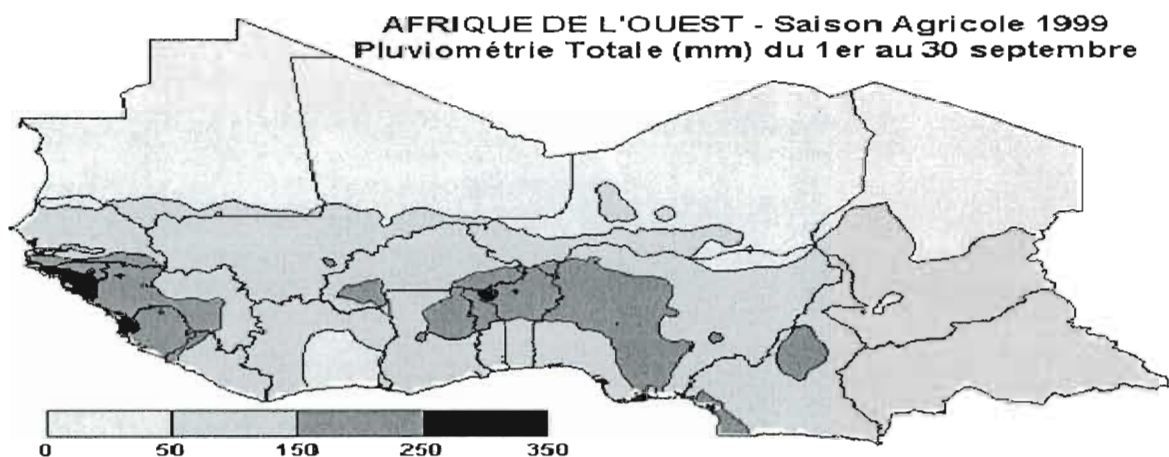 AFRIQUE DE L'OUEST - Saison Agricole 1999
Pluviométrie Totale (mm) du 1er au 30 septembre
0 50 150 250 350